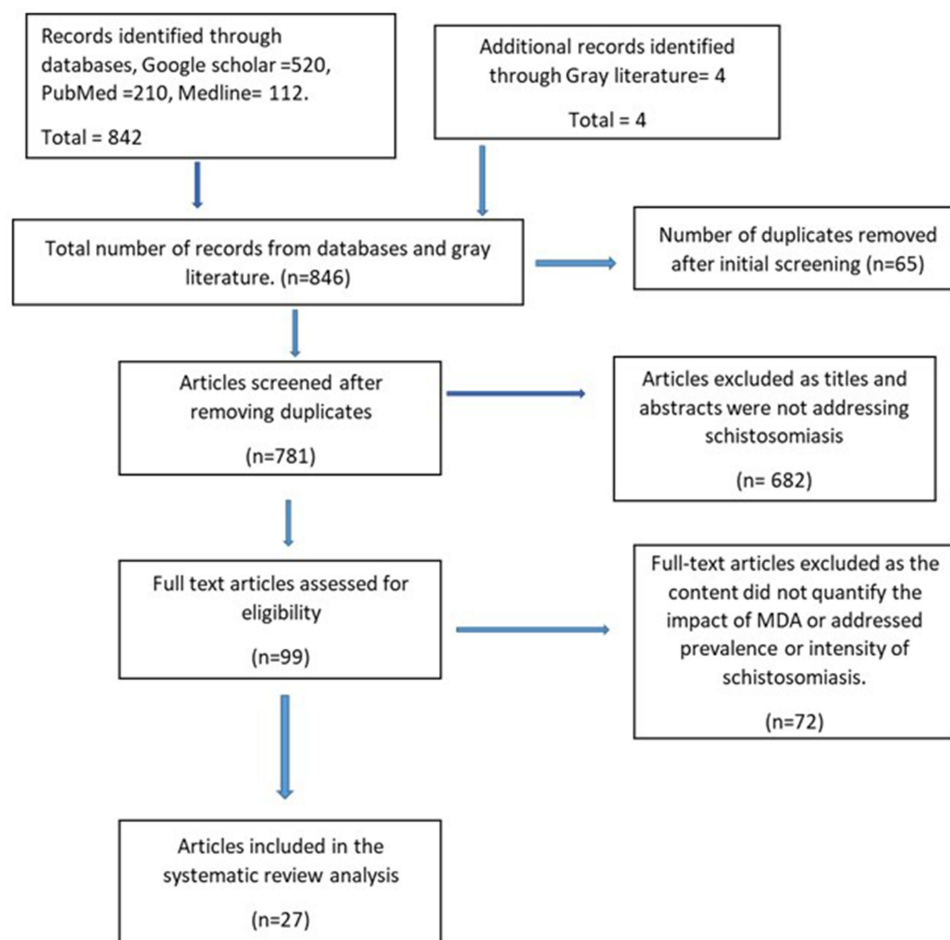 Records identified through
databases, Google scholar =520,
PubMed =210, Medline= 112.
Total = 842
Additional records identified
through Gray literature= 4
Total = 4
Total number of records from databases and gray
literature. (n=846)
Number of duplicates removed
after initial screening (n=65)
Articles screened after
removing duplicates
(n=781)
Articles excluded as titles and
abstracts were not addressing
schistosomiasis
(n= 682)
Full text articles assessed for
eligibility
(n=99)
Full-text articles excluded as the
content did not quantify the
impact of MDA or addressed
prevalence or intensity of
schistosomiasis.
(n=72)
Articles included in the
systematic review analysis
(n=27)